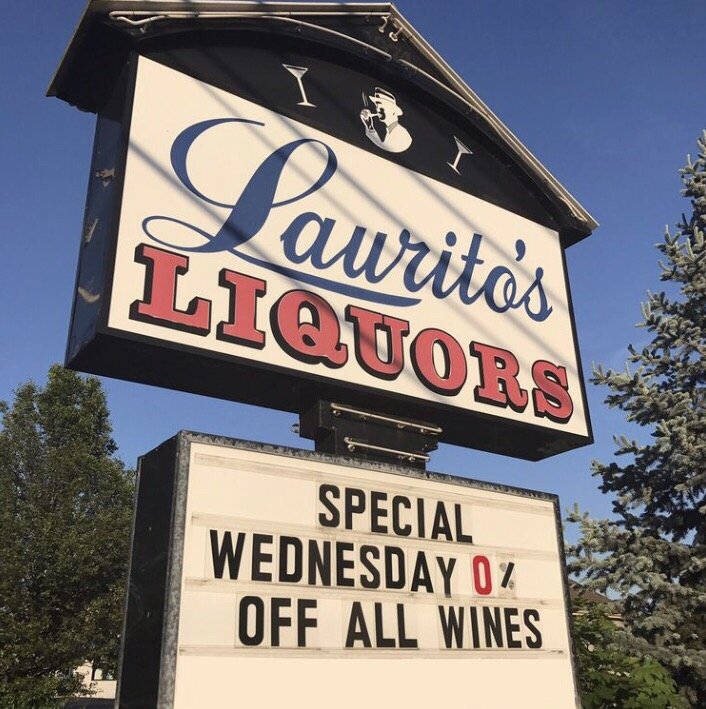 Laurito's
LIQUORS
SPECIAL
WEDNESDAY 0%
OFF ALL WINES